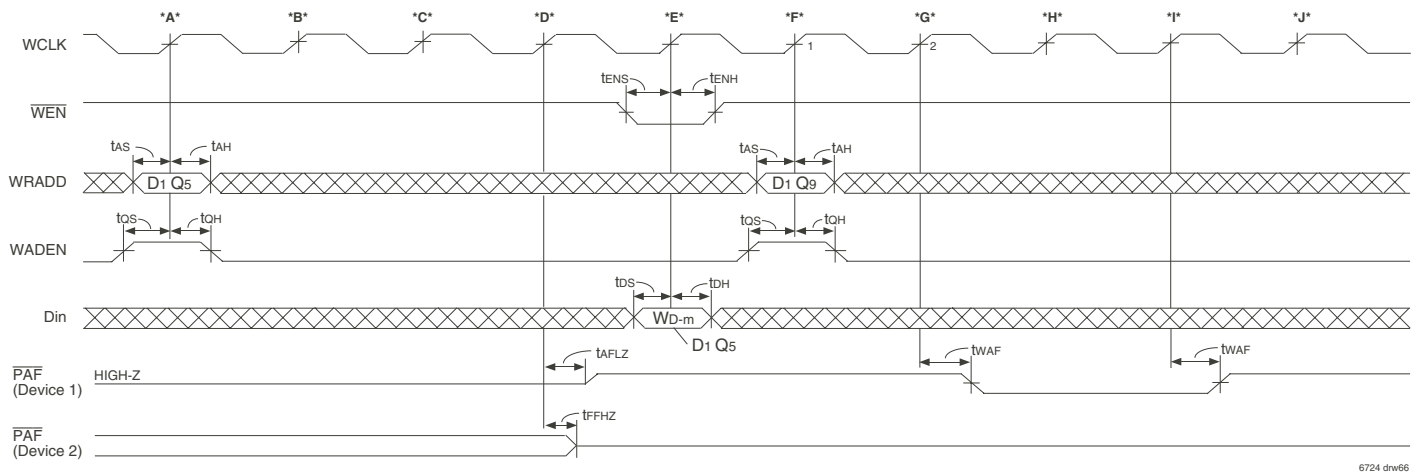 *A* *B* *C* *D* *E* *F* *G* *H* *I* *J*
WCLK 1 2
tENS tENH
WEN
tAS tAH tAS tAH
WRADD D1 Q5 D1 Q9
tQS tQH tQS tQH
WADEN
tDS tDH
Din WD-m
D1 Q5
tAFLZ tWAF tWAF
PAF HIGH-Z
(Device 1)
tFFHZ
PAF
(Device 2)
6724 drw66